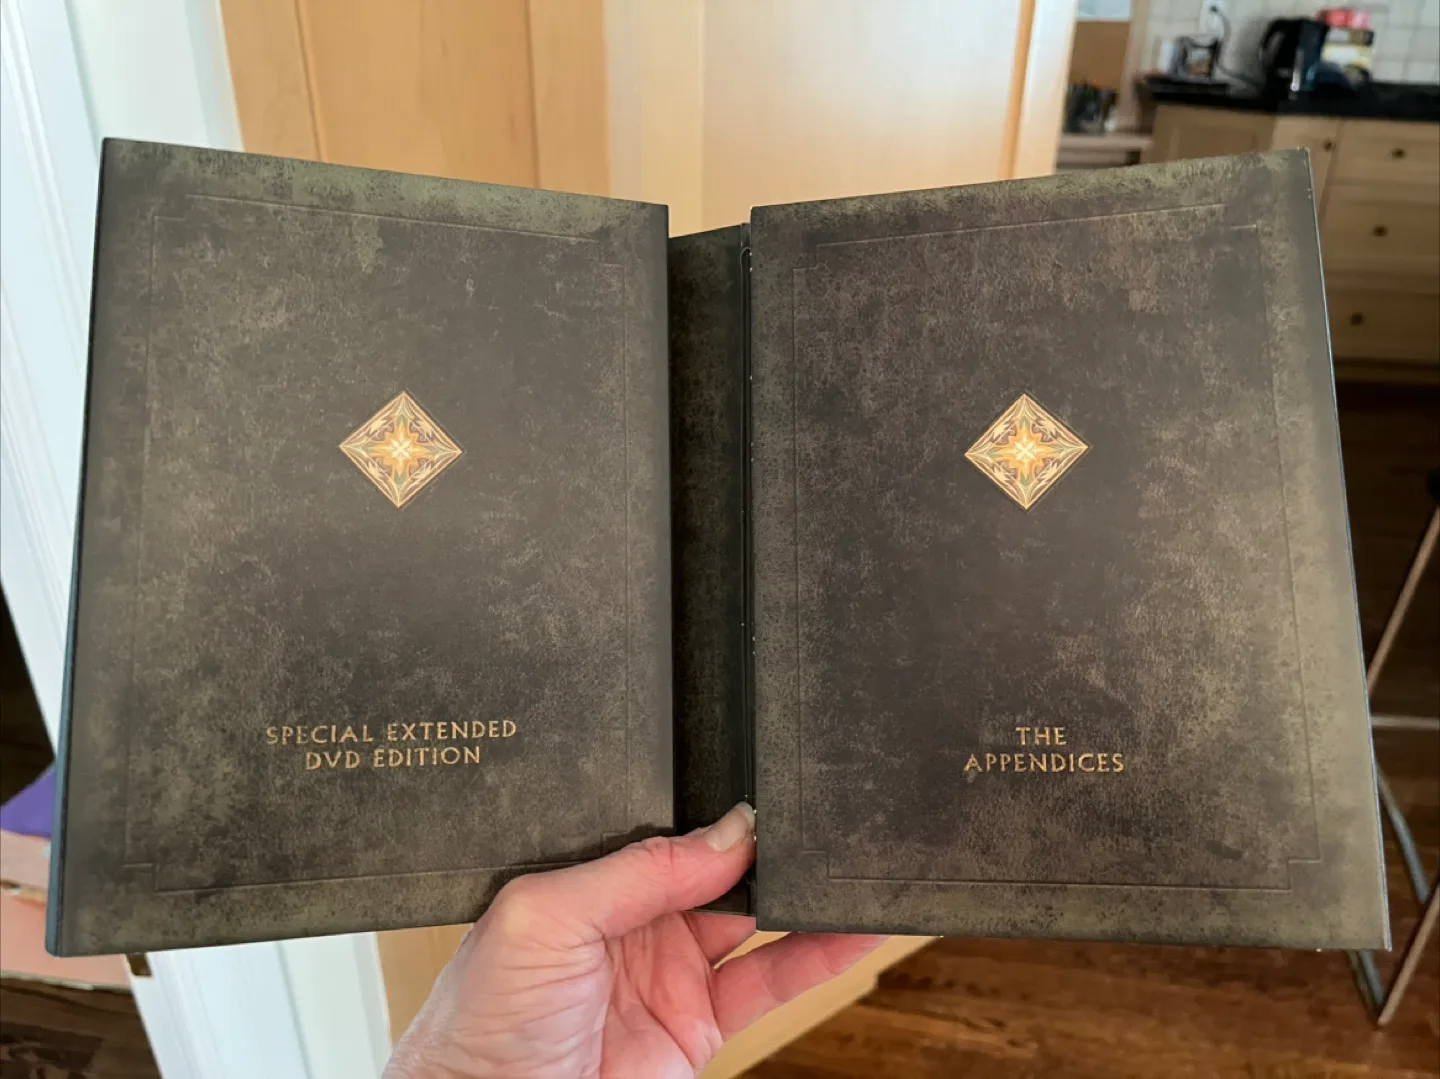 SPECIAL EXTENDED
DVD EDITION
THE
APPENDICES